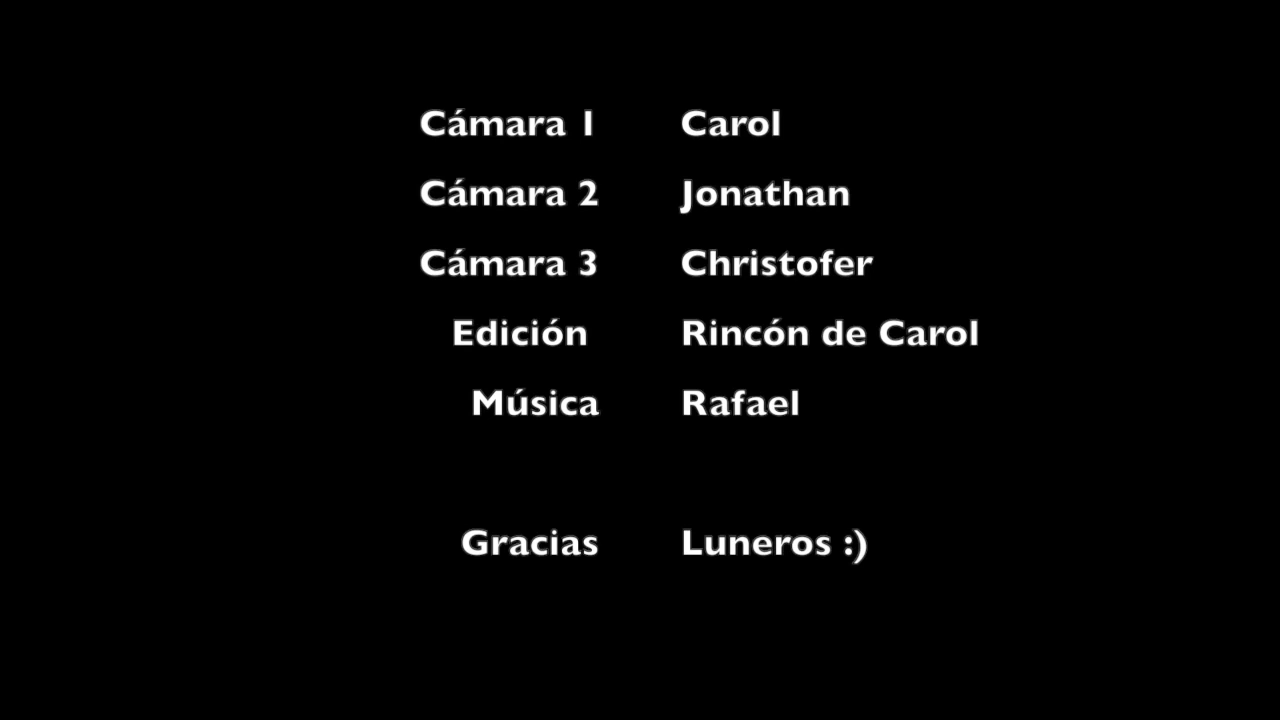 Cámara 1 Carol
Cámara 2 Jonathan
Cámara 3 Christofer
Edición Rincón de Carol
Música Rafael
Gracias Luneros :)